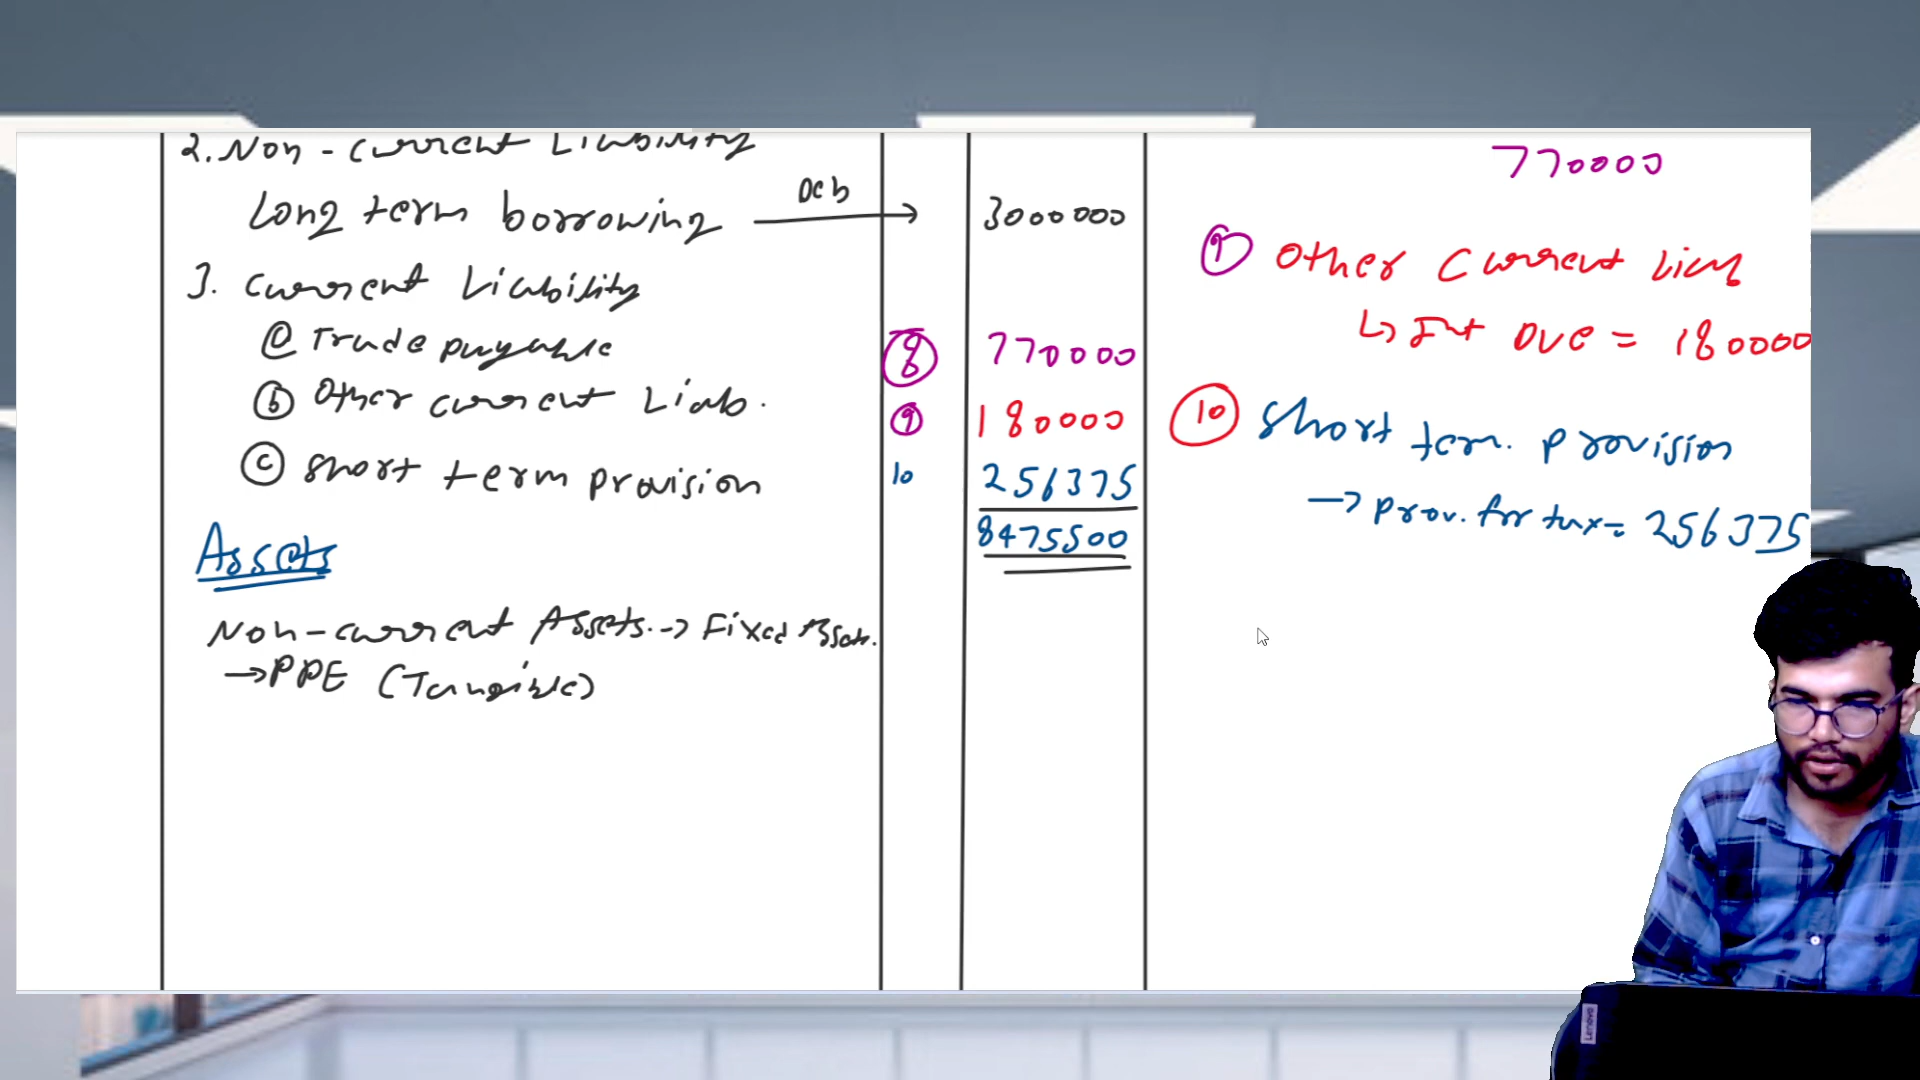 2. Non-current Liability
Long term borrowing Deb → 3000000
3. Current Liability
(a) Trade payable (8) 770000
(b) Other current Liab. (9) 180000
(c) Short term provision 10 256375
8475500
Assets
Non-current Assets. → Fixed Assets.
→ PPE (Tangible)
770000
(9) Other Current Liab
↳ Int Due = 180000
(10) Short term. provision
→ prov. for tax = 256375
Lenovo